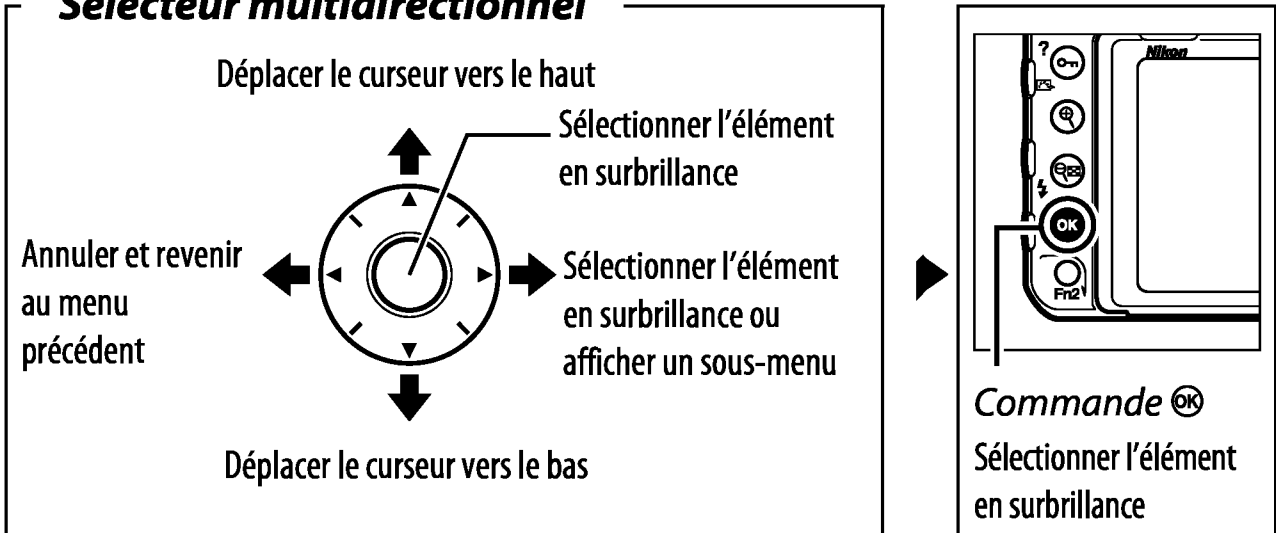 Sélecteur multidirectionnel
Déplacer le curseur vers le haut
Sélectionner l'élément
en surbrillance
Annuler et revenir
au menu
précédent
Sélectionner l'élément
en surbrillance ou
afficher un sous-menu
Déplacer le curseur vers le bas
Nikon
?
OK
Fn2
Commande OK
Sélectionner l'élément
en surbrillance